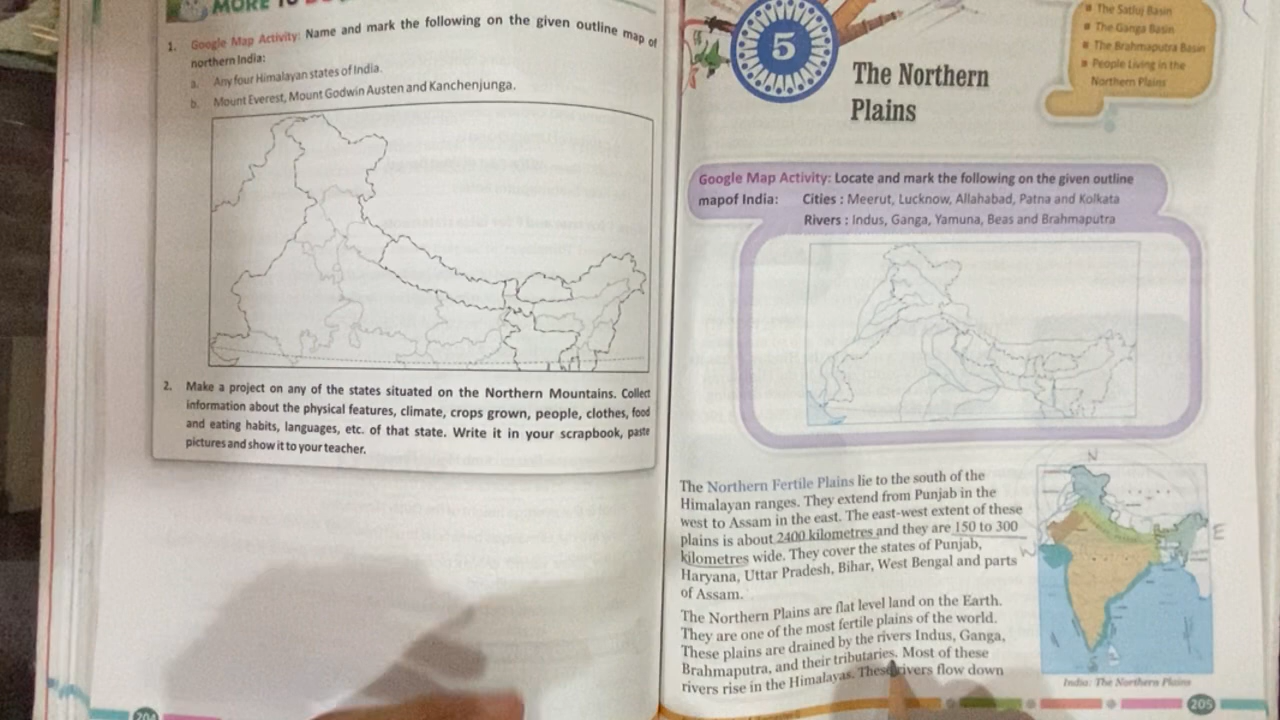 MORE TO
1. Google Map Activity: Name and mark the following on the given outline map of
northern India:
a. Any four Himalayan states of India.
b. Mount Everest, Mount Godwin Austen and Kanchenjunga.
2. Make a project on any of the states situated on the Northern Mountains. Collect
information about the physical features, climate, crops grown, people, clothes, food
and eating habits, languages, etc. of that state. Write it in your scrapbook, paste
pictures and show it to your teacher.
204
5
The Northern
Plains
The Satluj Basin
The Ganga Basin
The Brahmaputra Basin
People Living in the
Northern Plains
Google Map Activity: Locate and mark the following on the given outline
mapof India: Cities : Meerut, Lucknow, Allahabad, Patna and Kolkata
Rivers : Indus, Ganga, Yamuna, Beas and Brahmaputra
The Northern Fertile Plains lie to the south of the
Himalayan ranges. They extend from Punjab in the
west to Assam in the east. The east-west extent of these
plains is about 2400 kilometres and they are 150 to 300
kilometres wide. They cover the states of Punjab,
Haryana, Uttar Pradesh, Bihar, West Bengal and parts
of Assam.
The Northern Plains are flat level land on the Earth.
They are one of the most fertile plains of the world.
These plains are drained by the rivers Indus, Ganga,
Brahmaputra, and their tributaries. Most of these
rivers rise in the Himalayas. These rivers flow down
N
E
W
S
India: The Northern Plains
205